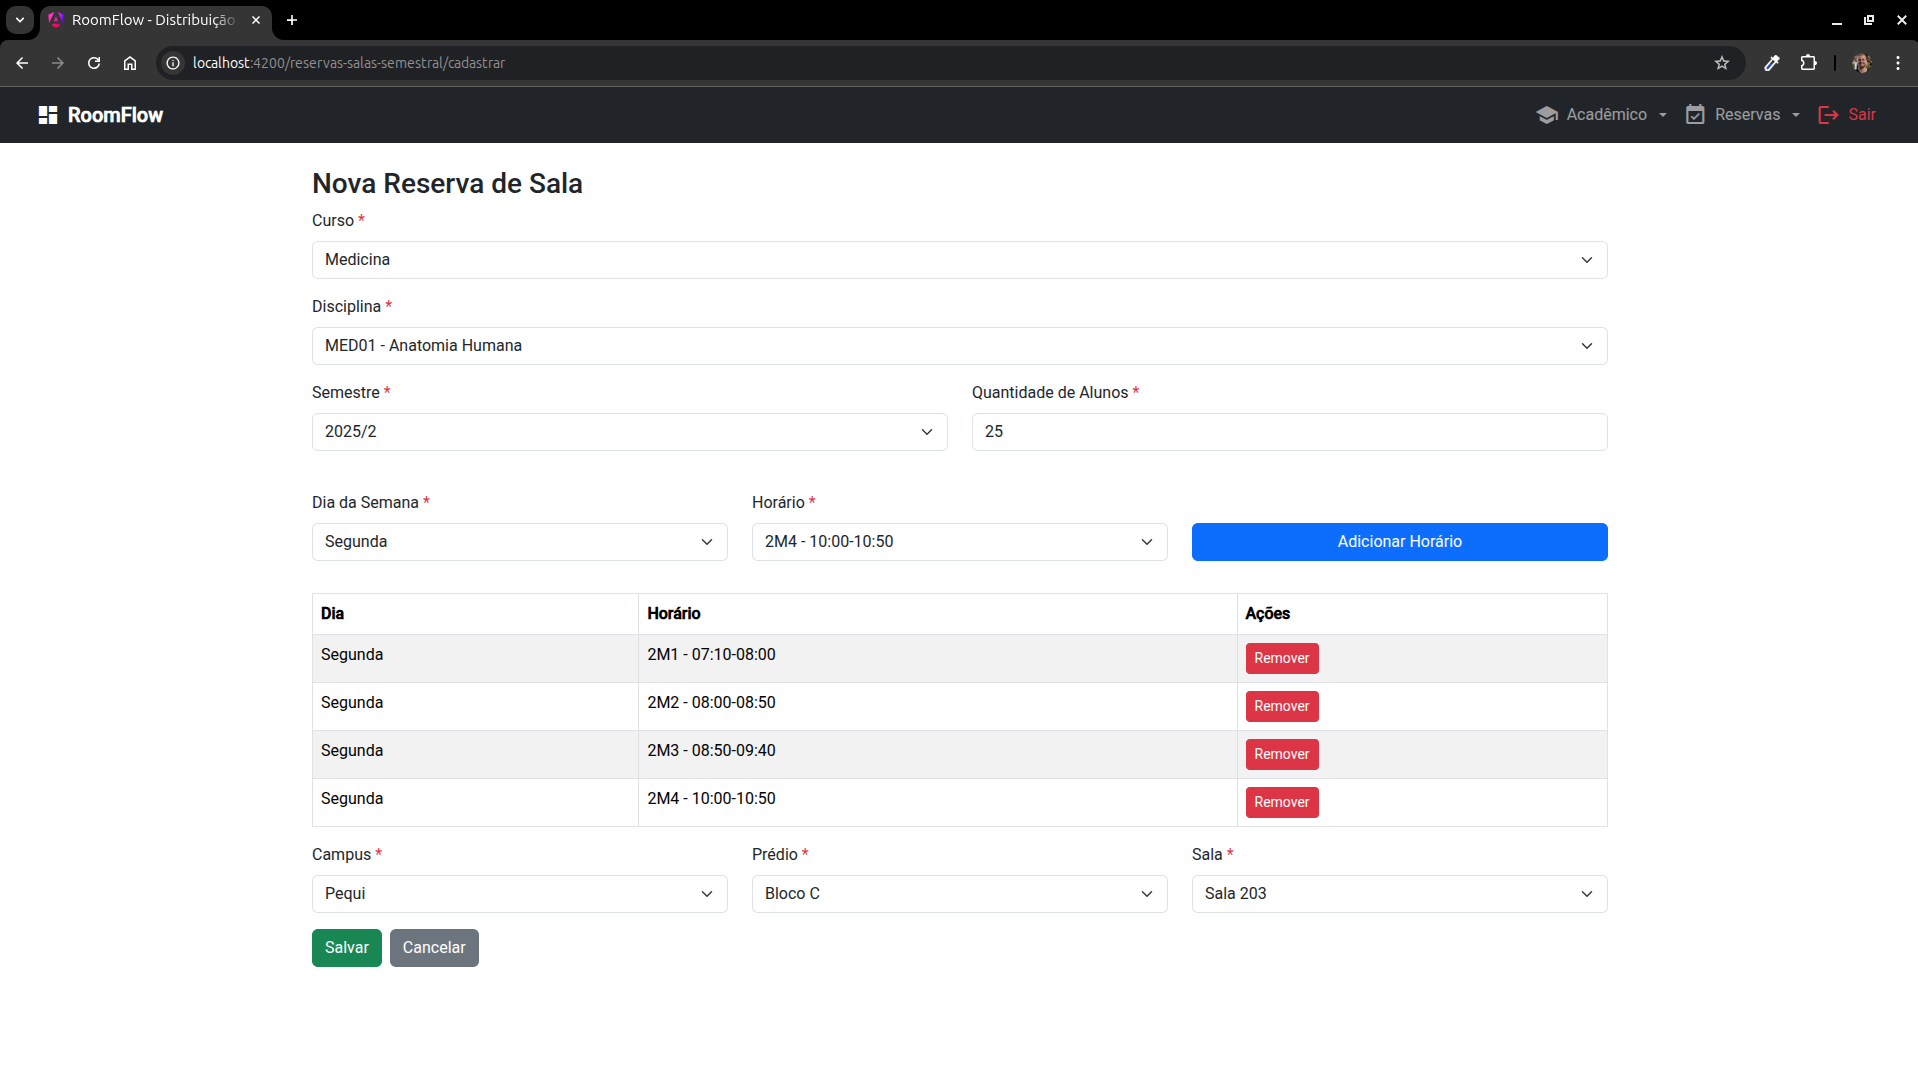 RoomFlow - Distribuição
localhost:4200/reservas-salas-semestral/cadastrar
RoomFlow
Acadêmico
Reservas
Sair
Nova Reserva de Sala
Curso *
Medicina
Disciplina *
MED01 - Anatomia Humana
Semestre * Quantidade de Alunos *
2025/2 25
Dia da Semana * Horário *
Segunda 2M4 - 10:00-10:50 Adicionar Horário
Dia Horário Ações
Segunda 2M1 - 07:10-08:00 Remover
Segunda 2M2 - 08:00-08:50 Remover
Segunda 2M3 - 08:50-09:40 Remover
Segunda 2M4 - 10:00-10:50 Remover
Campus * Prédio * Sala *
Pequi Bloco C Sala 203
Salvar Cancelar